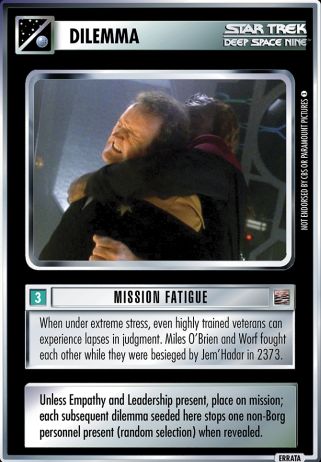 DILEMMA
STAR TREK
DEEP SPACE NINE
NOT ENDORSED BY CBS OR PARAMOUNT PICTURES
3
MISSION FATIGUE
When under extreme stress, even highly trained veterans can
experience lapses in judgment. Miles O'Brien and Worf fought
each other while they were besieged by Jem'Hadar in 2373.
Unless Empathy and Leadership present, place on mission;
each subsequent dilemma seeded here stops one non-Borg
personnel present (random selection) when revealed.
ERRATA